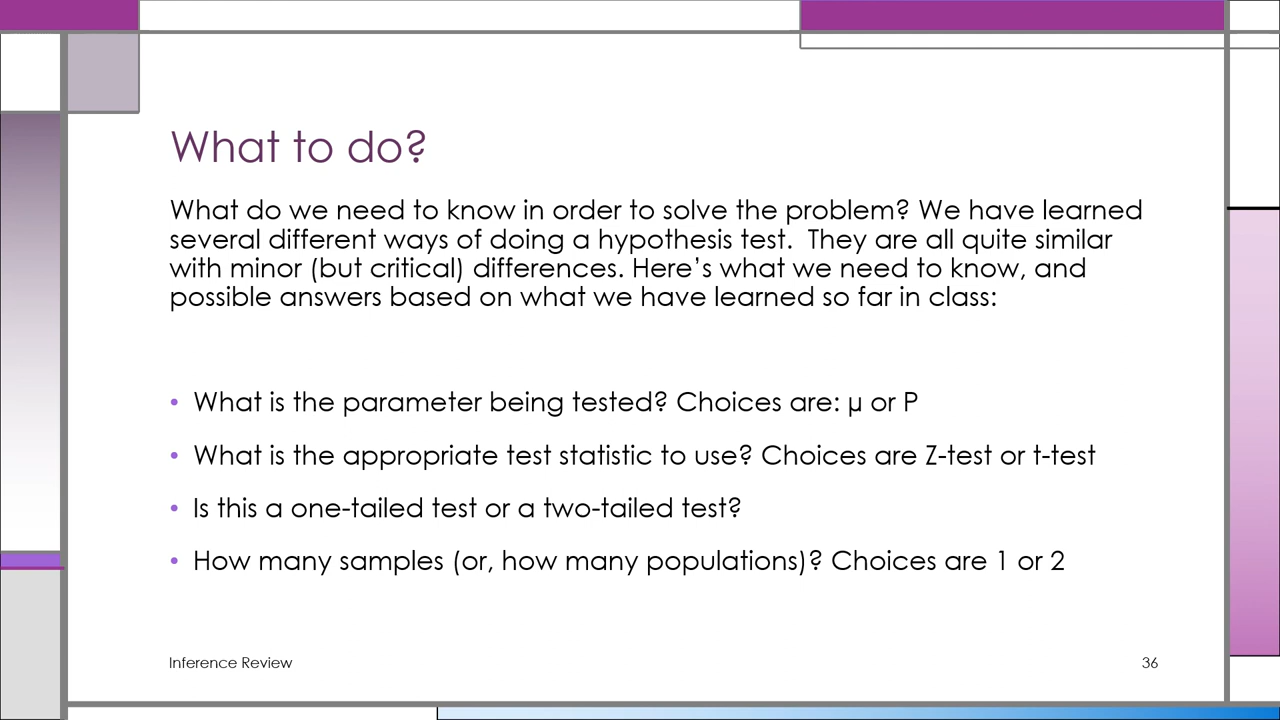 What to do?
What do we need to know in order to solve the problem? We have learned
several different ways of doing a hypothesis test.  They are all quite similar
with minor (but critical) differences. Here’s what we need to know, and
possible answers based on what we have learned so far in class:
• What is the parameter being tested? Choices are: µ or P
• What is the appropriate test statistic to use? Choices are Z-test or t-test
• Is this a one-tailed test or a two-tailed test?
• How many samples (or, how many populations)? Choices are 1 or 2
Inference Review
36